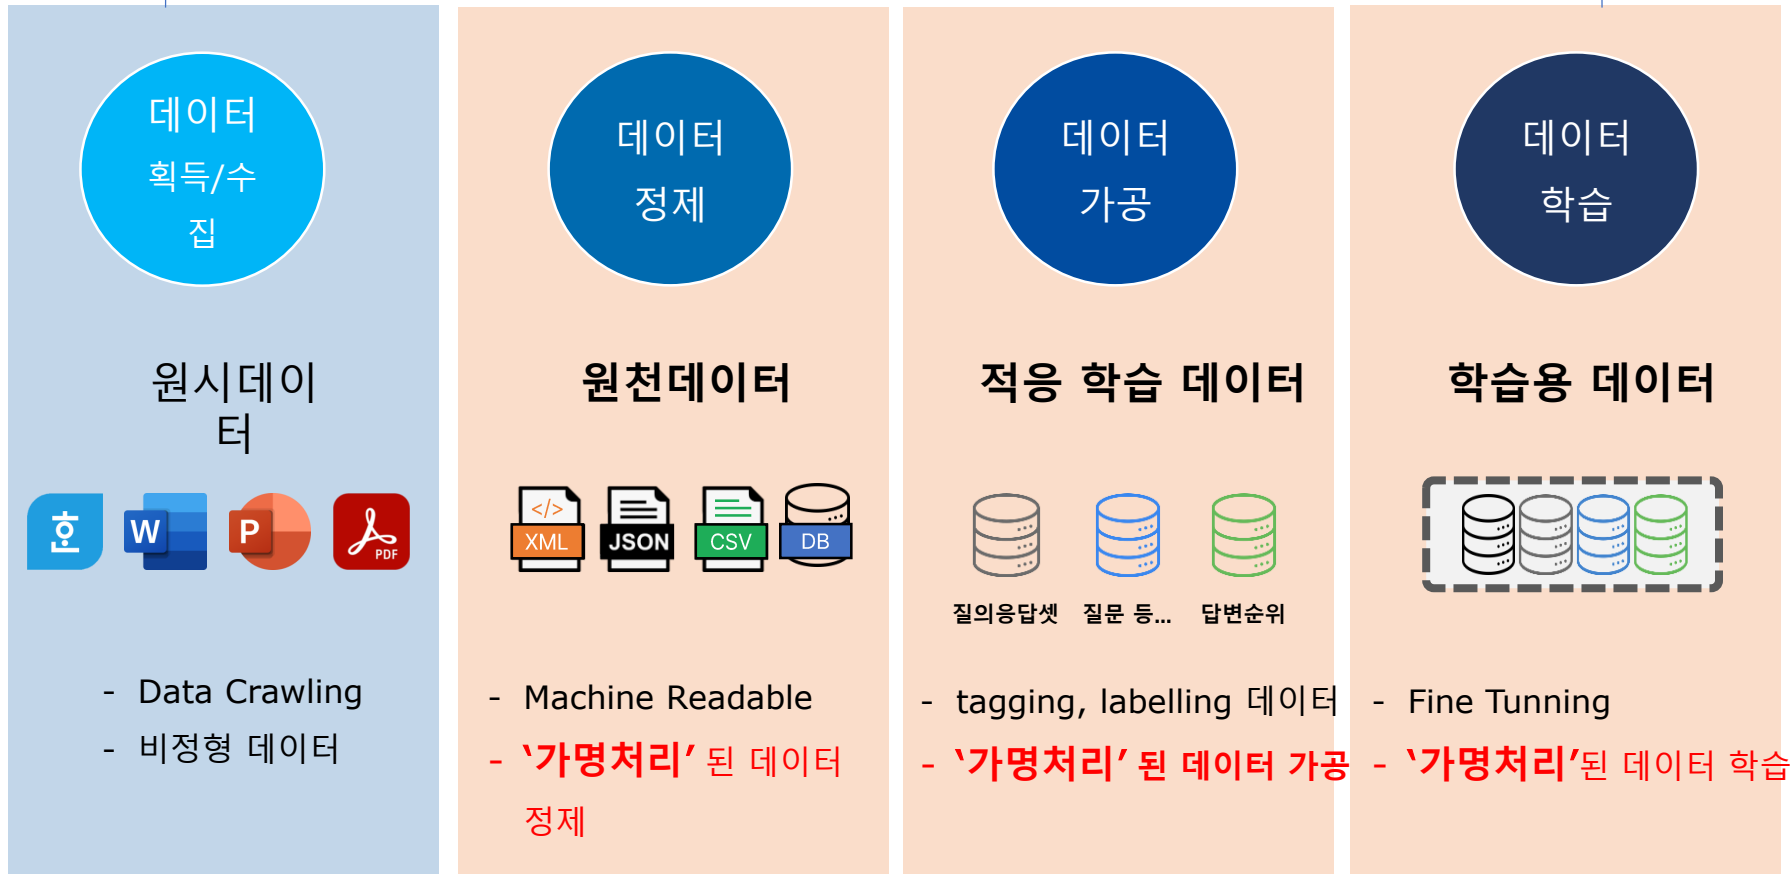 데이터
획득/수
집
원시데이
터
훈
W
P
PDF
- Data Crawling
- 비정형 데이터
데이터
정제
원천데이터
</>
XML
JSON
CSV
DB
- Machine Readable
- ‘가명처리’ 된 데이터
정제
데이터
가공
적응 학습 데이터
질의응답셋 질문 등... 답변순위
- tagging, labelling 데이터
- ‘가명처리’ 된 데이터 가공
데이터
학습
학습용 데이터
- Fine Tunning
- ‘가명처리’된 데이터 학습